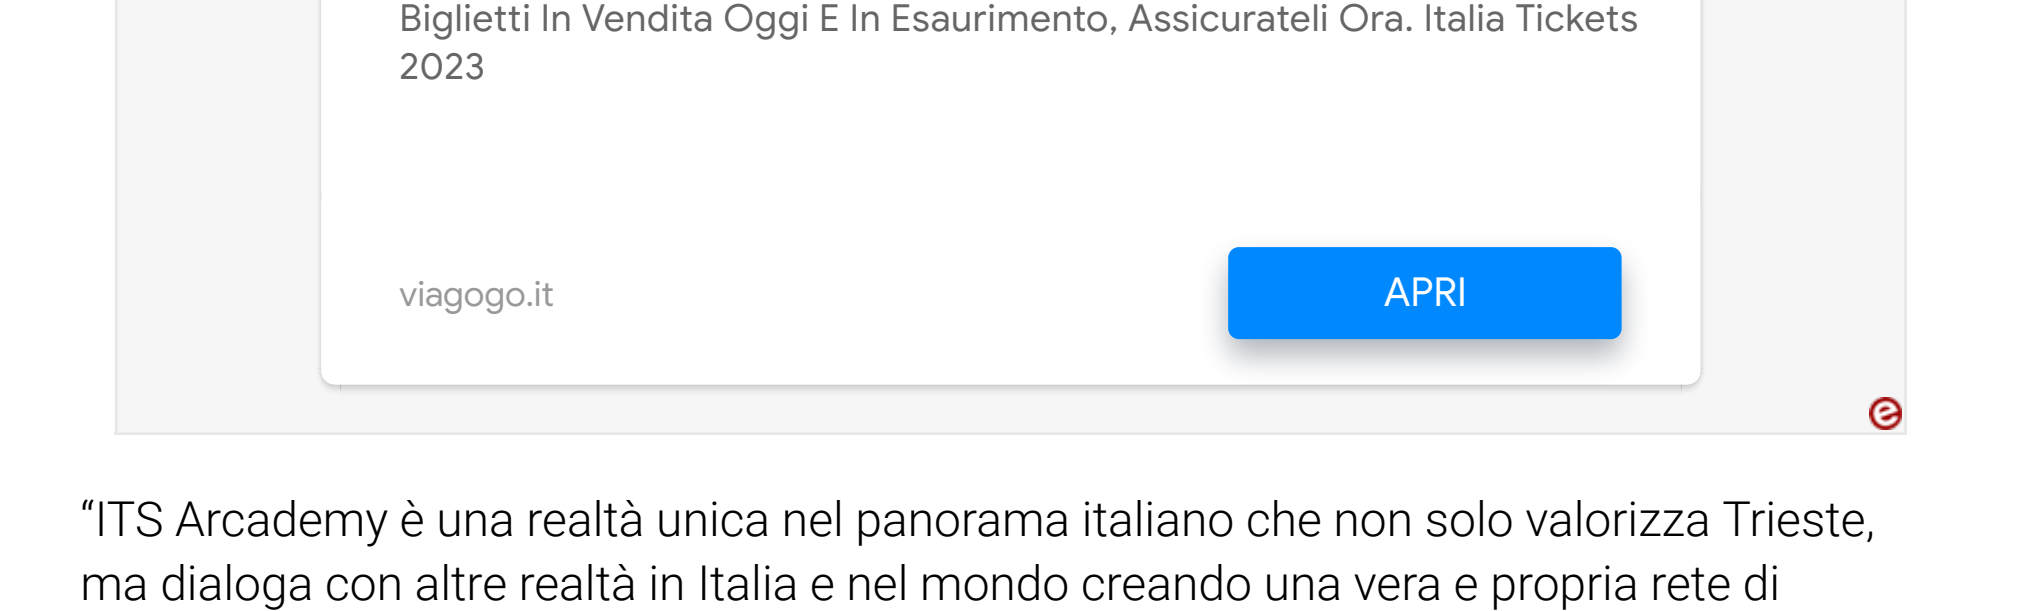 Biglietti In Vendita Oggi E In Esaurimento, Assicurateli Ora. Italia Tickets
2023
viagogo.it
APRI
e
“ITS Arcademy è una realtà unica nel panorama italiano che non solo valorizza Trieste,
ma dialoga con altre realtà in Italia e nel mondo creando una vera e propria rete di